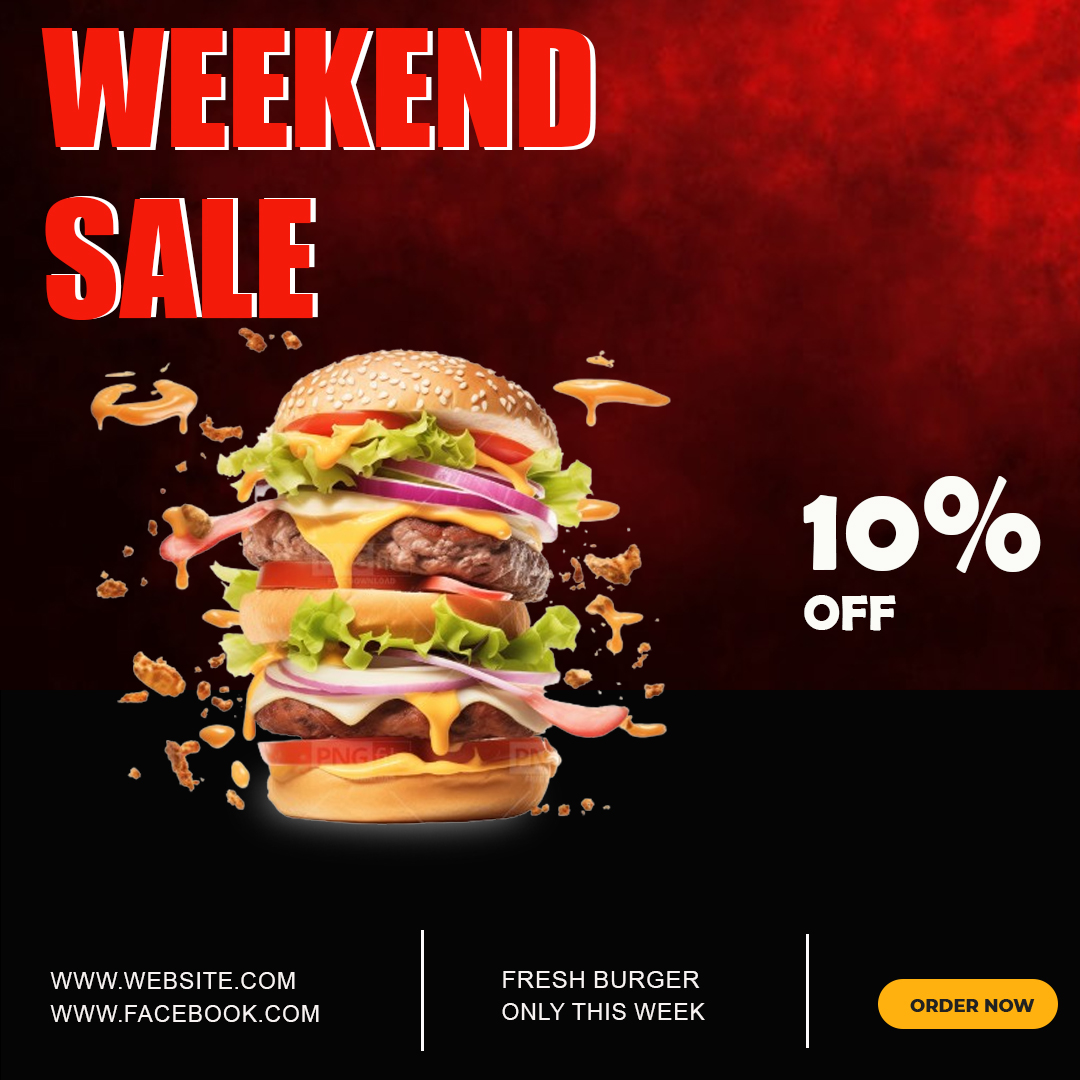 WEEKEND
SALE
10%
OFF
WWW.WEBSITE.COM
WWW.FACEBOOK.COM
FRESH BURGER
ONLY THIS WEEK
ORDER NOW